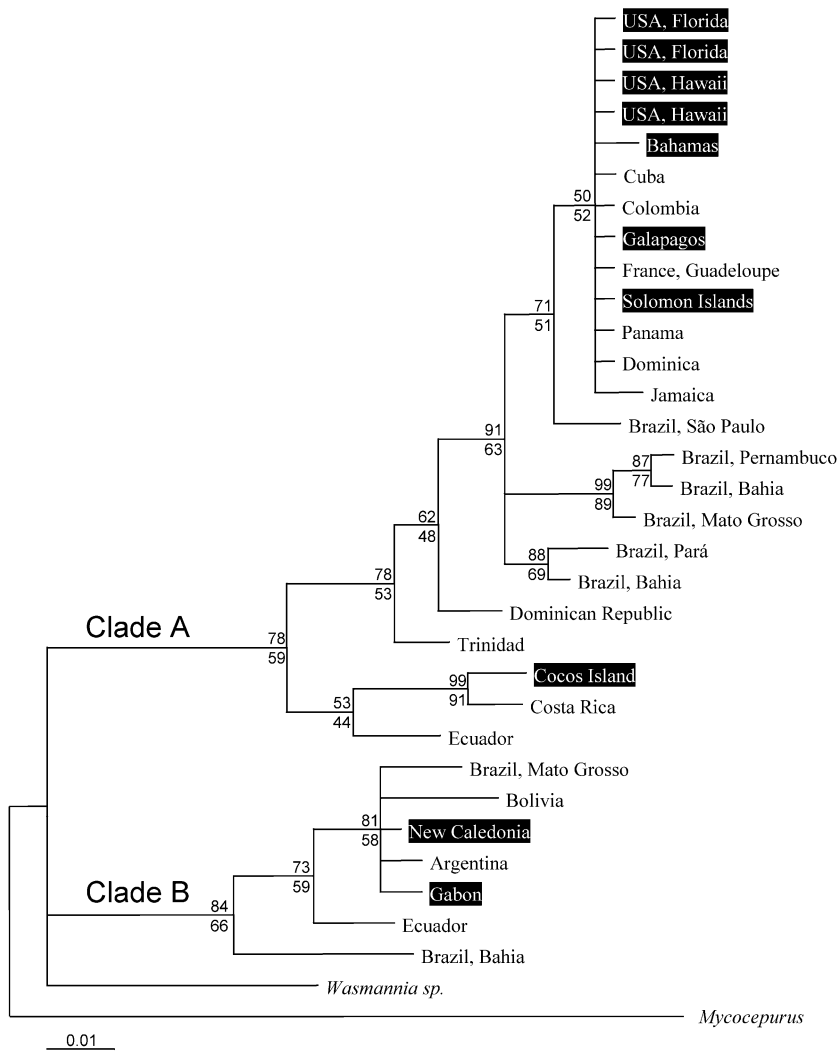 USA, Florida
USA, Florida
USA, Hawaii
USA, Hawaii
Bahamas
Cuba
50
52
Colombia
Galapagos
France, Guadeloupe
Solomon Islands
71
51
Panama
Dominica
Jamaica
Brazil, São Paulo
91
63
Brazil, Pernambuco
87
77
Brazil, Bahia
99
89
Brazil, Mato Grosso
62
48
Brazil, Pará
88
69
Brazil, Bahia
78
53
Dominican Republic
Clade A
78
59
Trinidad
Cocos Island
99
91
Costa Rica
53
44
Ecuador
Brazil, Mato Grosso
Bolivia
81
58
New Caledonia
Argentina
73
59
Gabon
Clade B
84
66
Ecuador
Brazil, Bahia
Wasmannia sp.
Mycocepurus
0.01